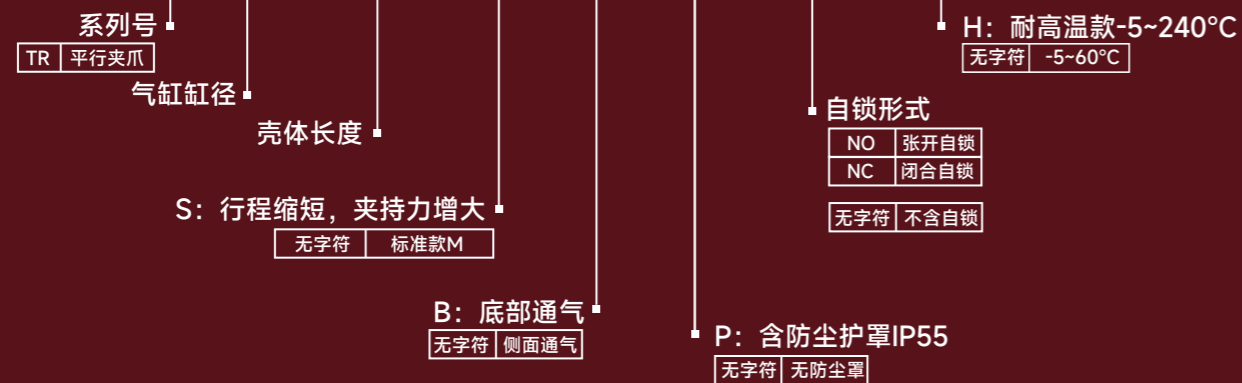 系列号
TR 平行夹爪
气缸缸径
壳体长度
S：行程缩短，夹持力增大
无字符 标准款M
B：底部通气
无字符 侧面通气
P：含防尘护罩IP55
无字符 无防尘罩
自锁形式
NO 张开自锁
NC 闭合自锁
无字符 不含自锁
H：耐高温款-5~240°C
无字符 -5~60°C